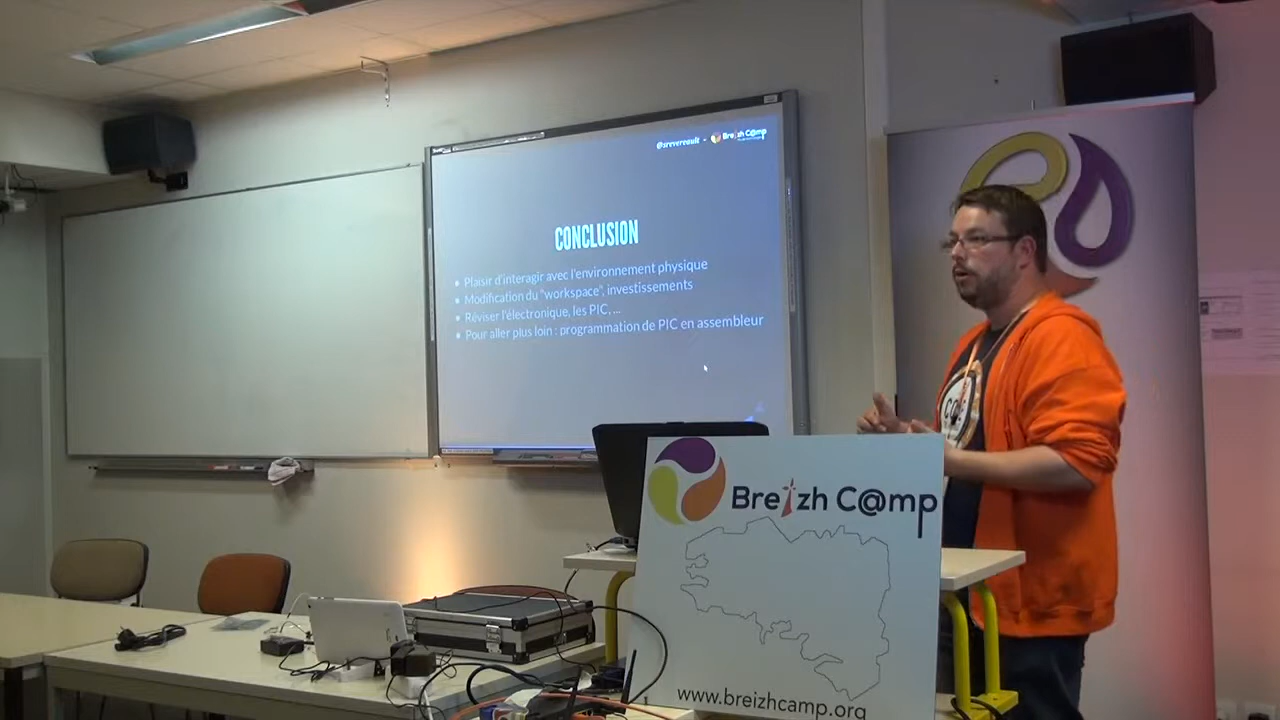 @srevereault - Breizh C@mp
CONCLUSION
Plaisir d'interagir avec l'environnement physique
Modification du "workspace", investissements
Réviser l'électronique, les PIC, ...
Pour aller plus loin : programmation de PIC en assembleur
Breizh C@mp
www.breizhcamp.org